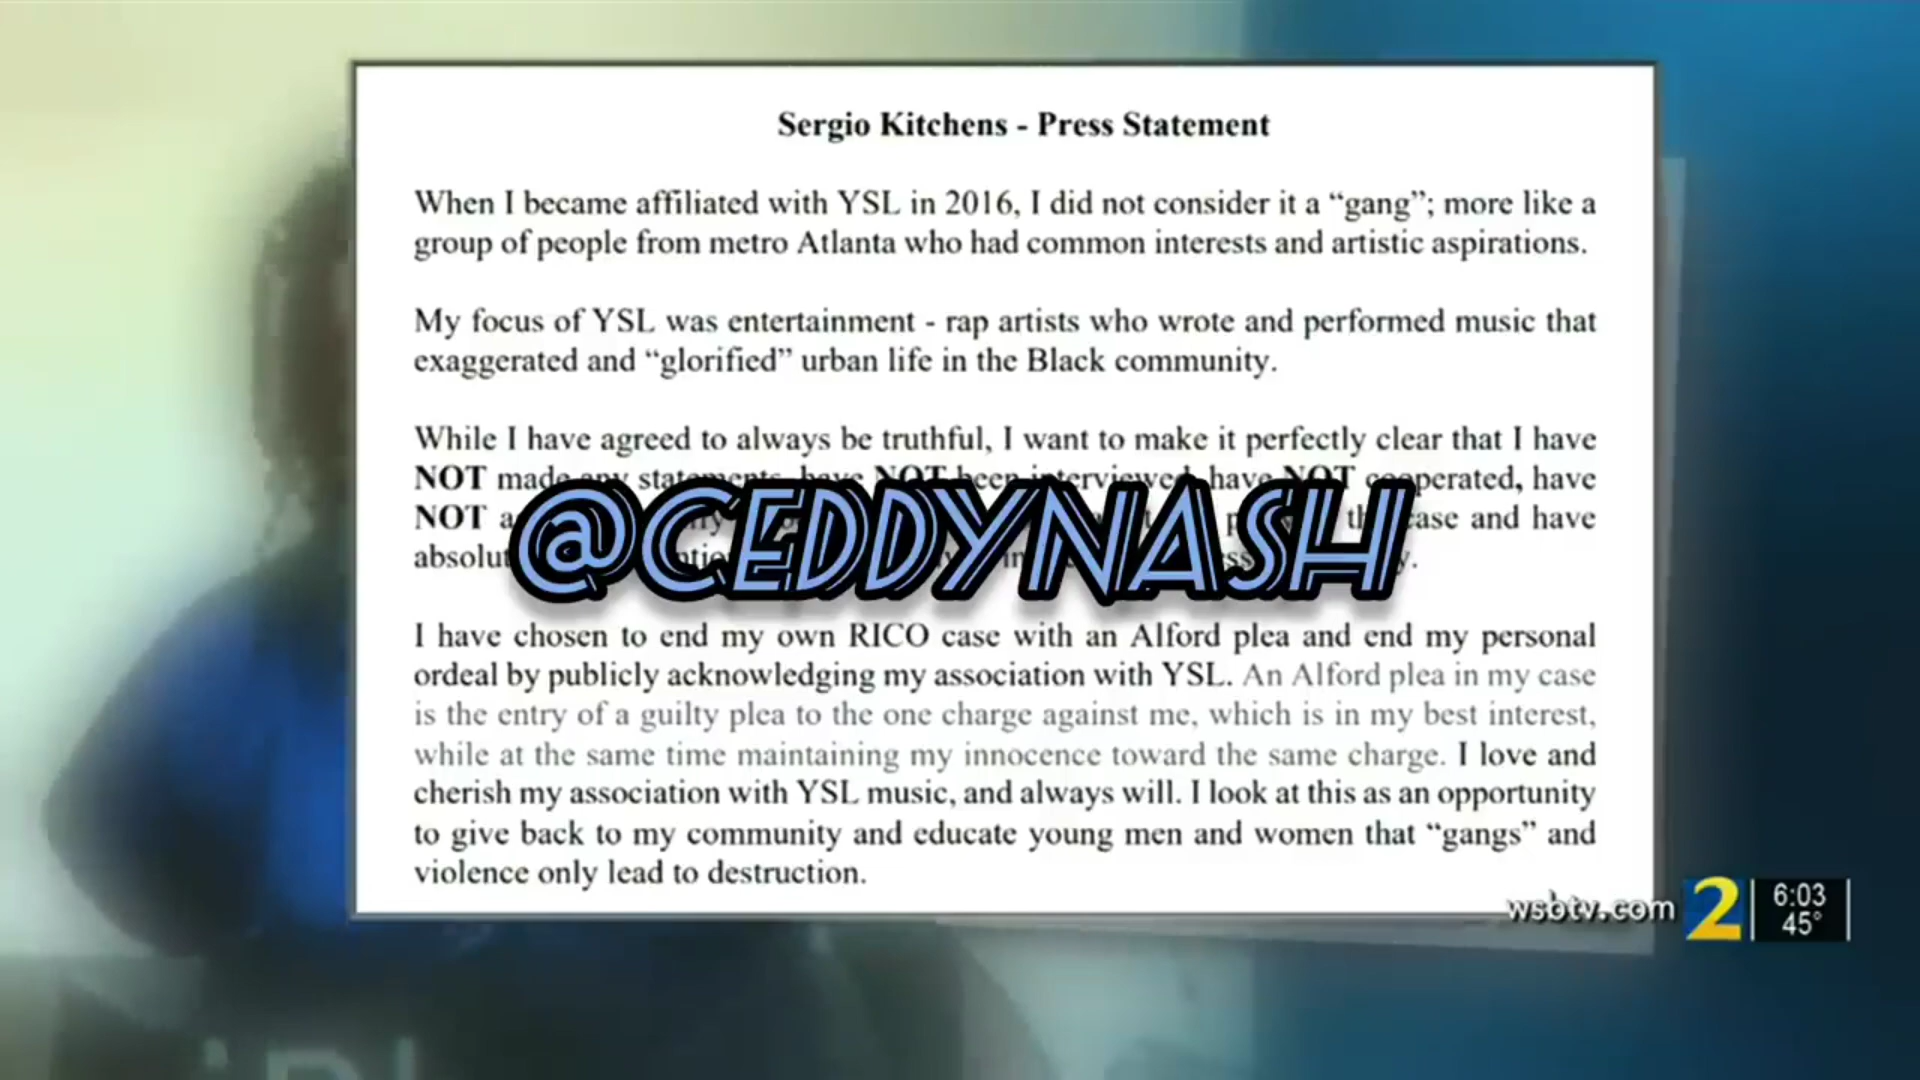 Sergio Kitchens - Press Statement
When I became affiliated with YSL in 2016, I did not consider it a “gang”; more like a
group of people from metro Atlanta who had common interests and artistic aspirations.
My focus of YSL was entertainment - rap artists who wrote and performed music that
exaggerated and “glorified” urban life in the Black community.
While I have agreed to always be truthful, I want to make it perfectly clear that I have
NOT made any statements, have NOT been interviewed, have NOT cooperated, have
NOT case and have
@CEDDYNASH
I have chosen to end my own RICO case with an Alford plea and end my personal
ordeal by publicly acknowledging my association with YSL. An Alford plea in my case
is the entry of a guilty plea to the one charge against me, which is in my best interest,
while at the same time maintaining my innocence toward the same charge. I love and
cherish my association with YSL music, and always will. I look at this as an opportunity
to give back to my community and educate young men and women that “gangs” and
violence only lead to destruction.
wsbtv.com 2 6:03
45°